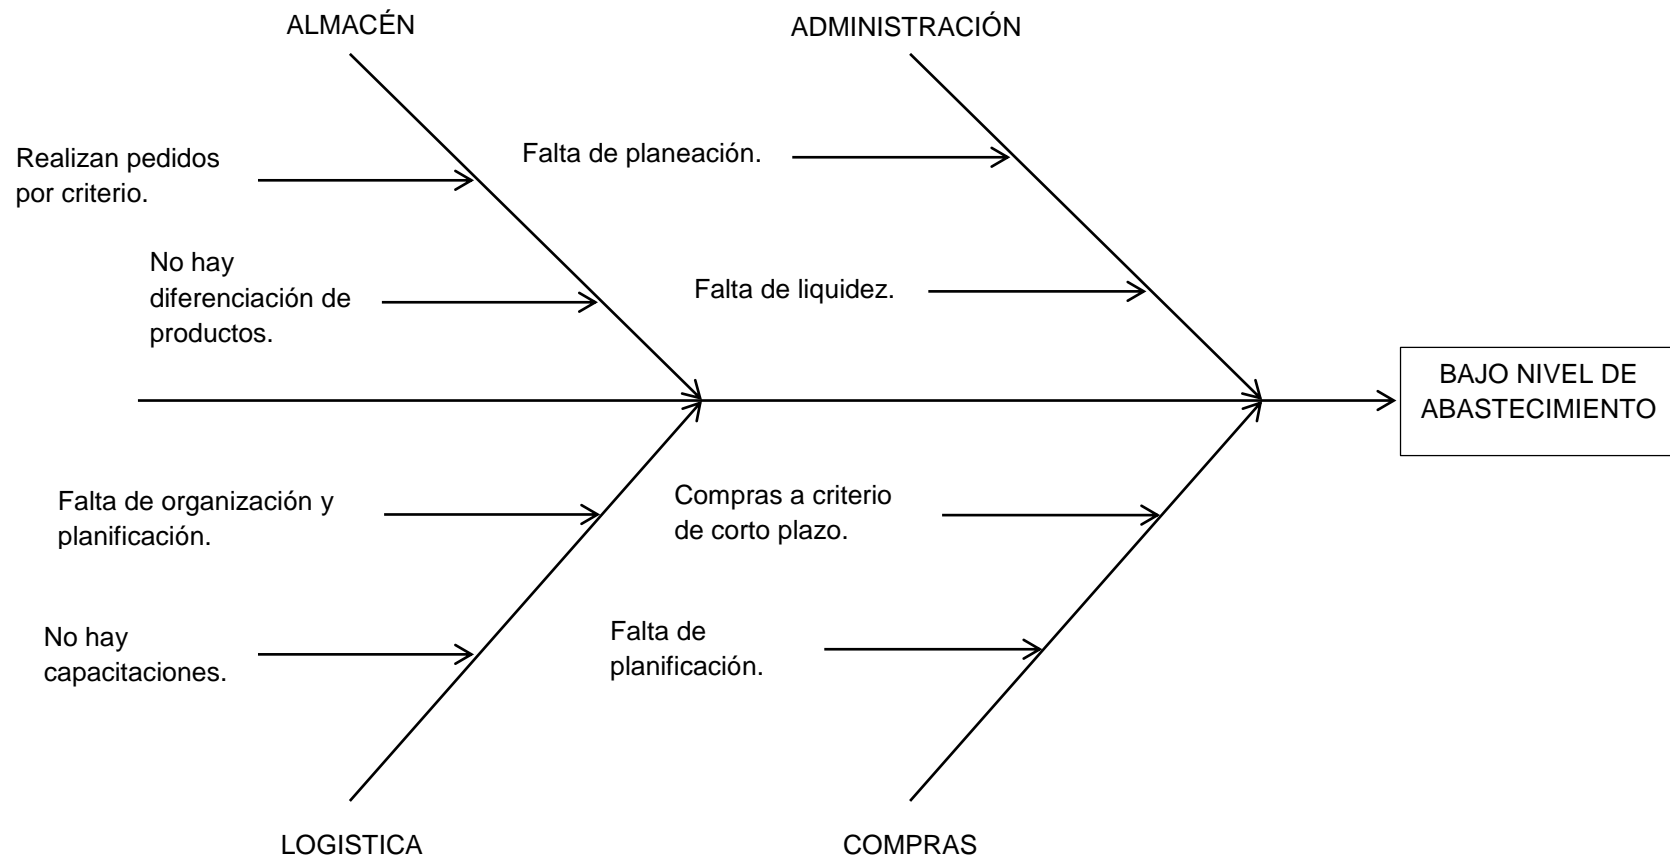 ALMACÉN
ADMINISTRACIÓN
Realizan pedidos
por criterio.
Falta de planeación.
No hay
diferenciación de
productos.
Falta de liquidez.
BAJO NIVEL DE
ABASTECIMIENTO
Falta de organización y
planificación.
Compras a criterio
de corto plazo.
No hay
capacitaciones.
Falta de
planificación.
LOGISTICA
COMPRAS